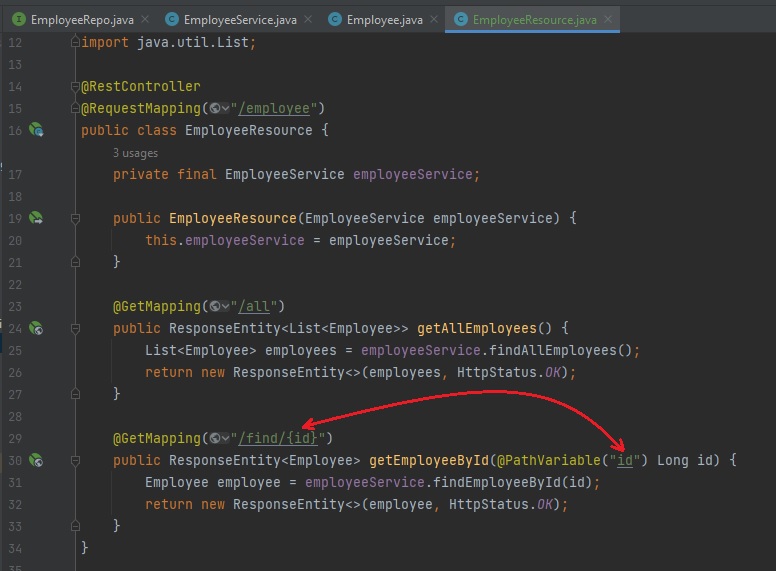 EmployeeRepo.java EmployeeService.java Employee.java EmployeeResource.java
12 import java.util.List;
13
14 @RestController
15 @RequestMapping("/employee")
16 public class EmployeeResource {
3 usages
17 private final EmployeeService employeeService;
18
19 public EmployeeResource(EmployeeService employeeService) {
20 this.employeeService = employeeService;
21 }
22
23 @GetMapping("/all")
24 public ResponseEntity<List<Employee>> getAllEmployees() {
25 List<Employee> employees = employeeService.findAllEmployees();
26 return new ResponseEntity<>(employees, HttpStatus.OK);
27 }
28
29 @GetMapping("/find/{id}")
30 public ResponseEntity<Employee> getEmployeeById(@PathVariable("id") Long id) {
31 Employee employee = employeeService.findEmployeeById(id);
32 return new ResponseEntity<>(employee, HttpStatus.OK);
33 }
34 }
35